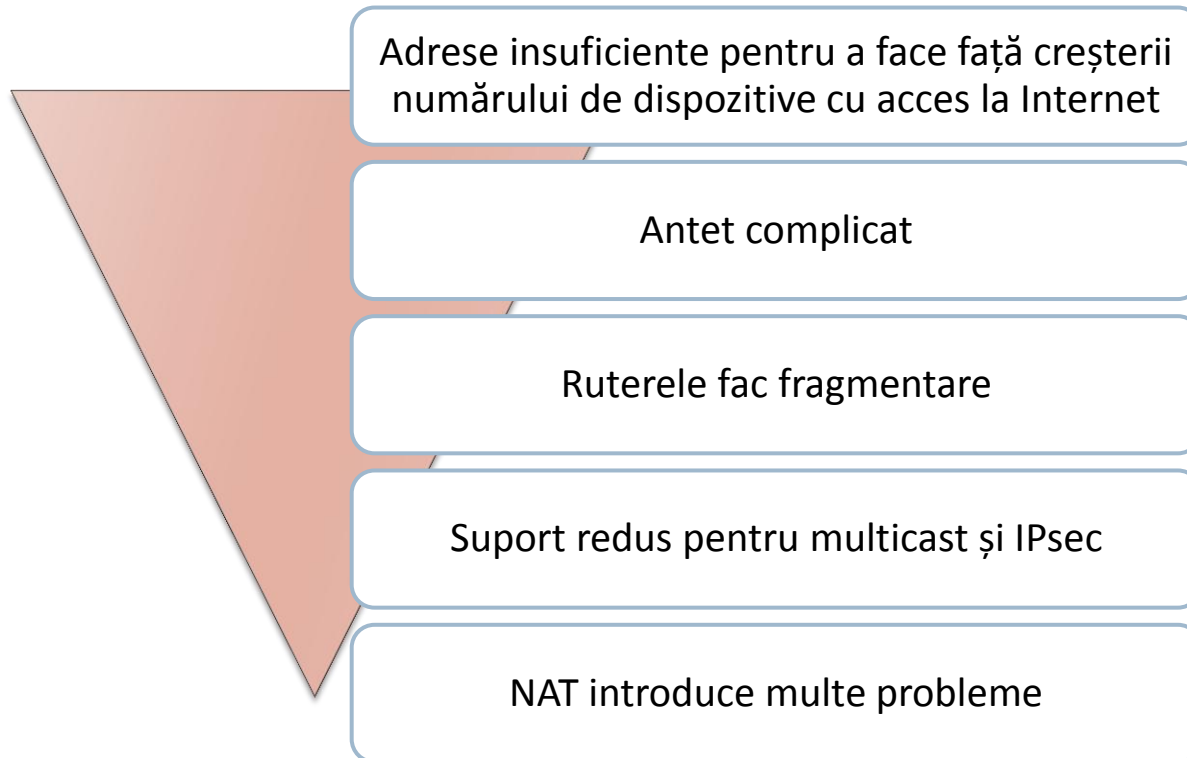 Adrese insuficiente pentru a face față creșterii
numărului de dispozitive cu acces la Internet
Antet complicat
Ruterele fac fragmentare
Suport redus pentru multicast și IPsec
NAT introduce multe probleme